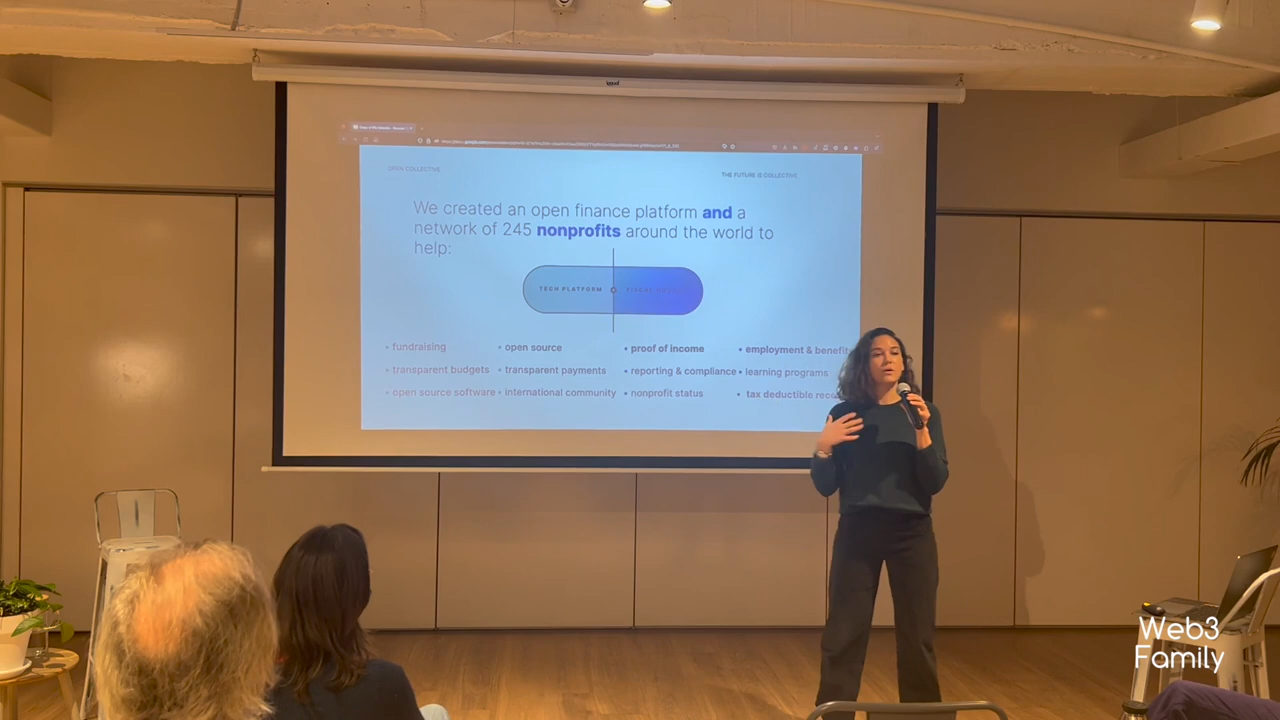 OPEN COLLECTIVE
THE FUTURE IS COLLECTIVE
We created an open finance platform and a
network of 245 nonprofits around the world to
help:
TECH PLATFORM
• fundraising • open source • proof of income • employment & benefit
• transparent budgets • transparent payments • reporting & compliance • learning programs
• open source software • international community • nonprofit status • tax deductible
Web3
Family